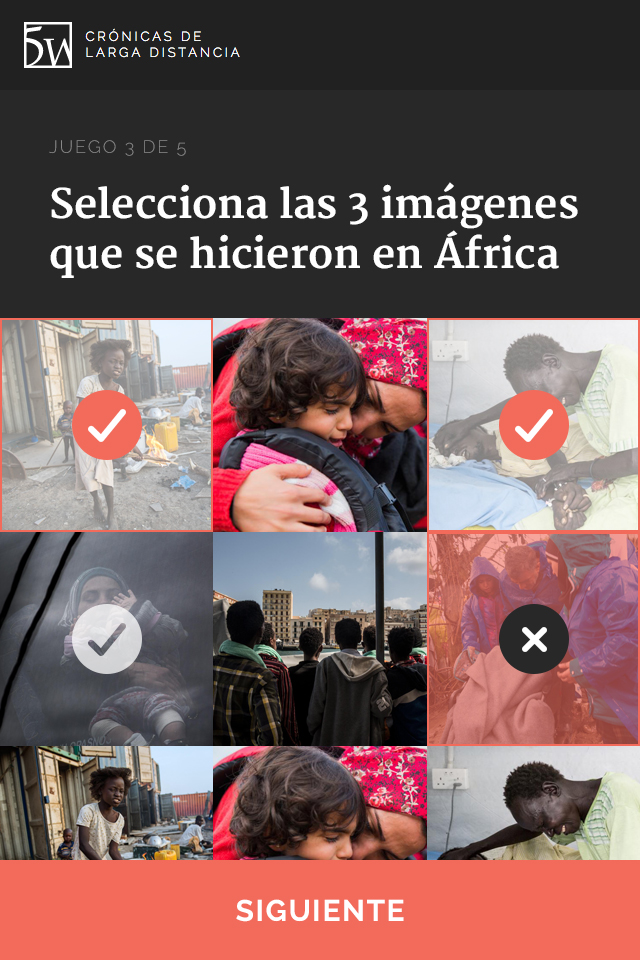 5W
CRÓNICAS DE
LARGA DISTANCIA
JUEGO 3 DE 5
Selecciona las 3 imágenes
que se hicieron en África
SIGUIENTE